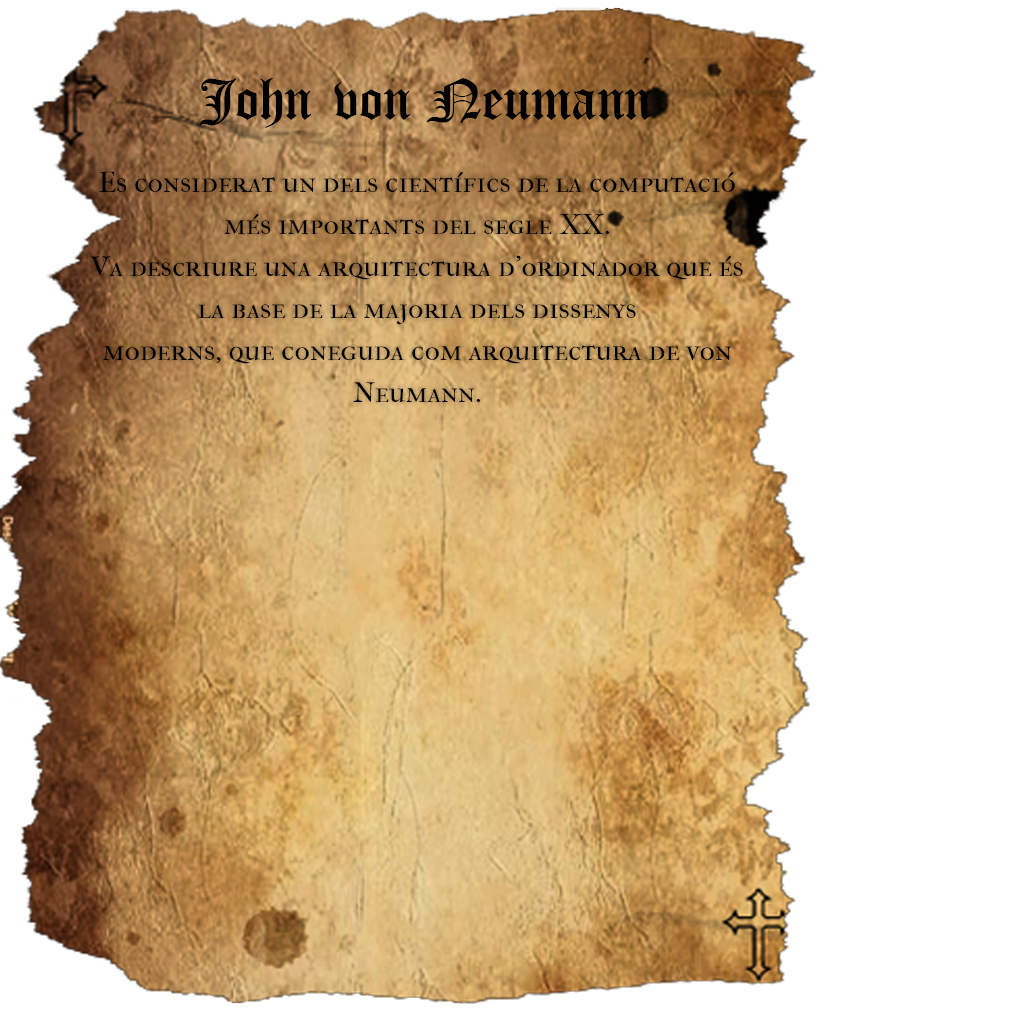 John von Neumann
Es considerat un dels científics de la computació
més importants del segle XX.
Va descriure una arquitectura d'ordinador que és
la base de la majoria dels dissenys
moderns, que coneguda com arquitectura de von
Neumann.